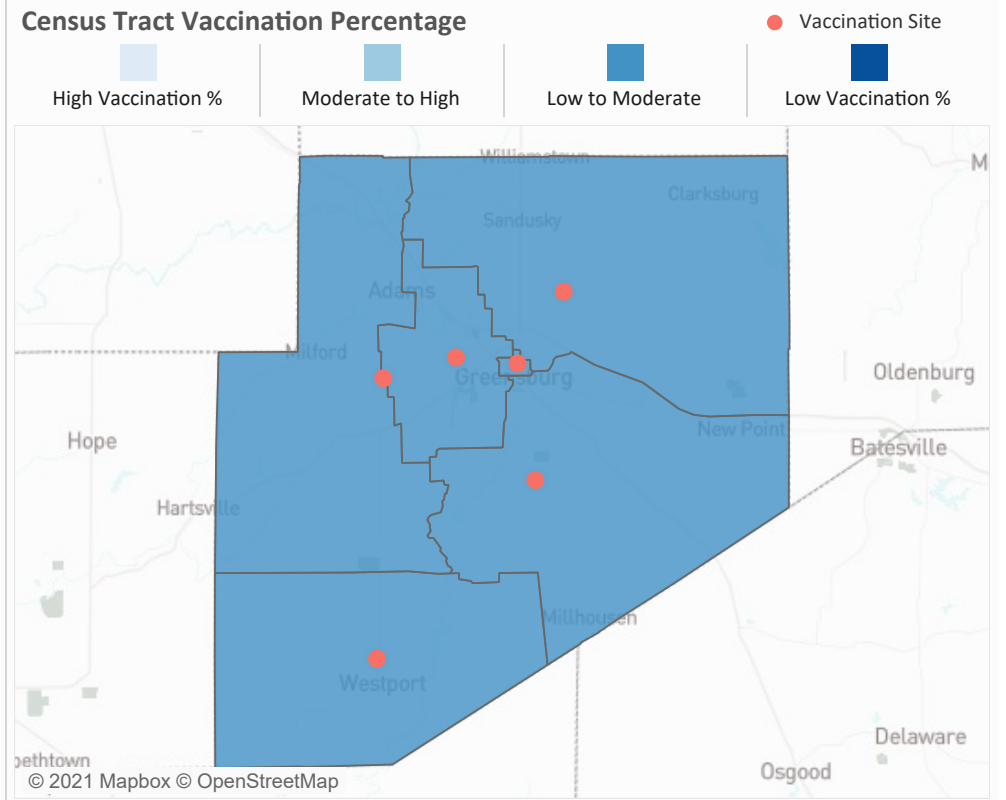 Census Tract Vaccination Percentage
Vaccination Site
High Vaccination %
Moderate to High
Low to Moderate
Low Vaccination %
Williamstown
M
Clarksburg
Sandusky
Adams
Milford
Oldenburg
Greensburg
New Point
Hope
Batesville
Hartsville
Millhousen
Westport
Delaware
pethtown
Osgood
© 2021 Mapbox © OpenStreetMap